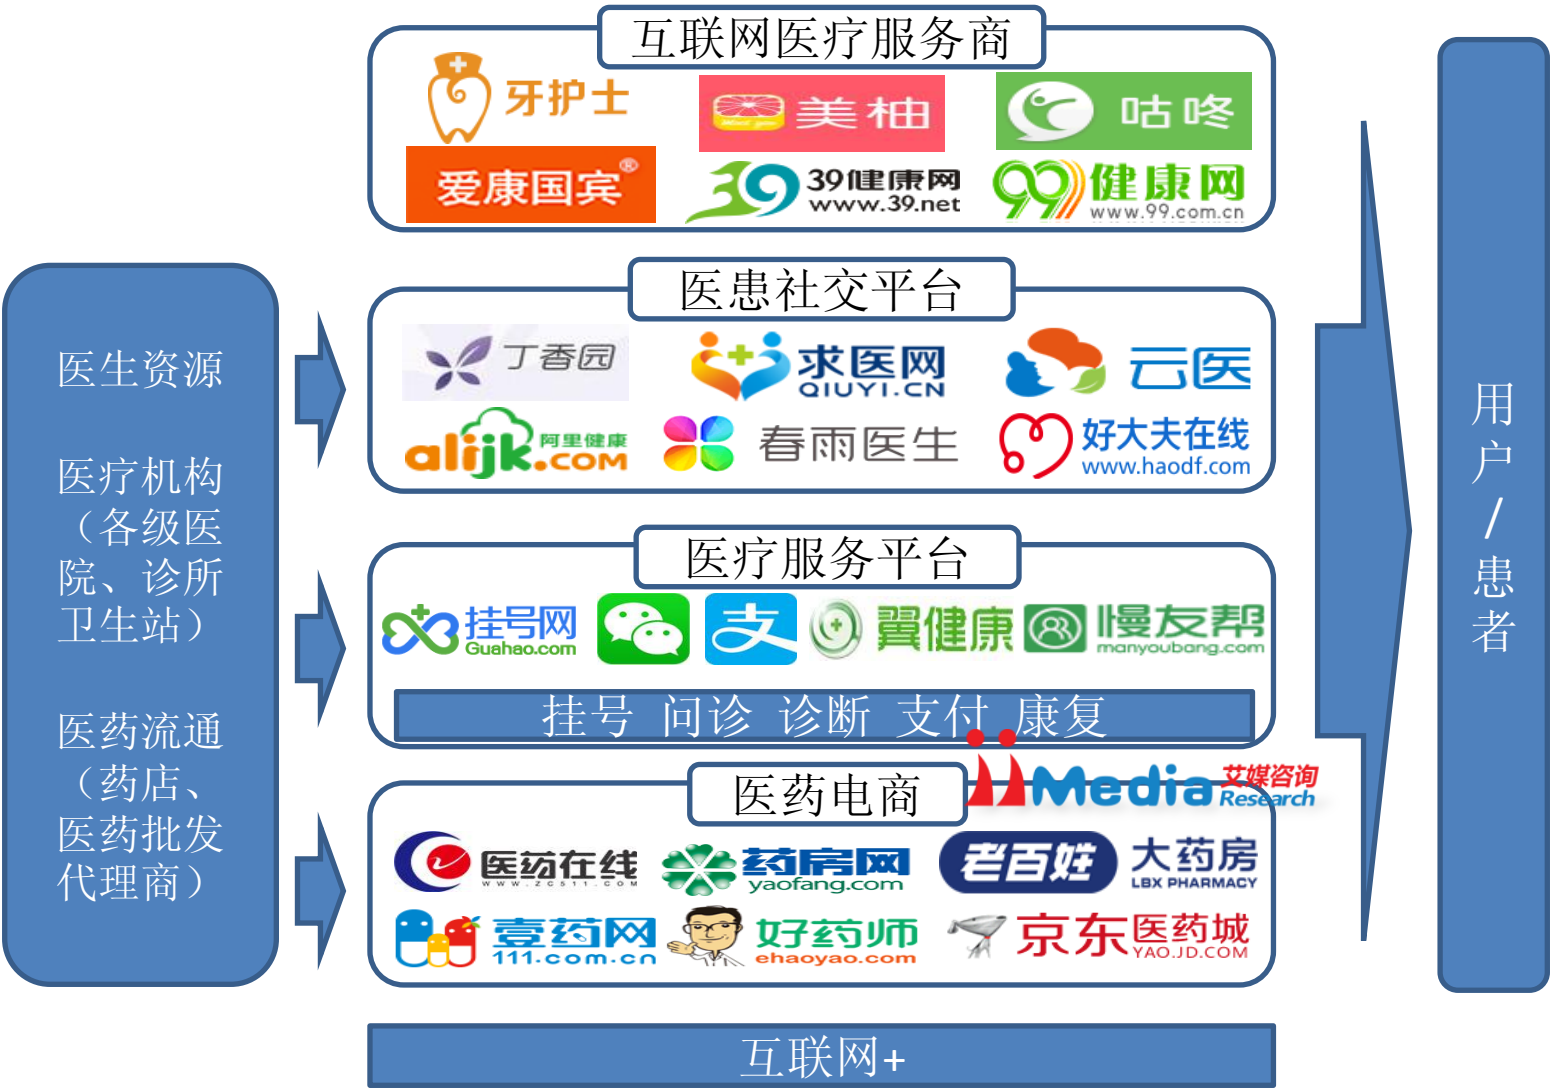 互联网医疗服务商
牙护士
美柚
咕咚
爱康国宾®
39健康网
www.39.net
99健康网
www.99.com.cn
医生资源
医疗机构
（各级医
院、诊所
卫生站）
医药流通
（药店、
医药批发
代理商）
医患社交平台
丁香园
求医网
QIUYI.CN
云医
alijk.com
阿里健康
春雨医生
好大夫在线
www.haodf.com
医疗服务平台
挂号网
Guahao.com
支
翼健康
慢友帮
manyoubang.com
挂号 问诊 诊断 支付 康复
iiMedia
艾媒咨询
Research
医药电商
医药在线
WWW.ZCS11.COM
药房网
yaofang.com
老百姓
大药房
LBX PHARMACY
壹药网
111.com.cn
好药师
ehaoyao.com
京东医药城
YAO.JD.COM
互联网+
用户/患者